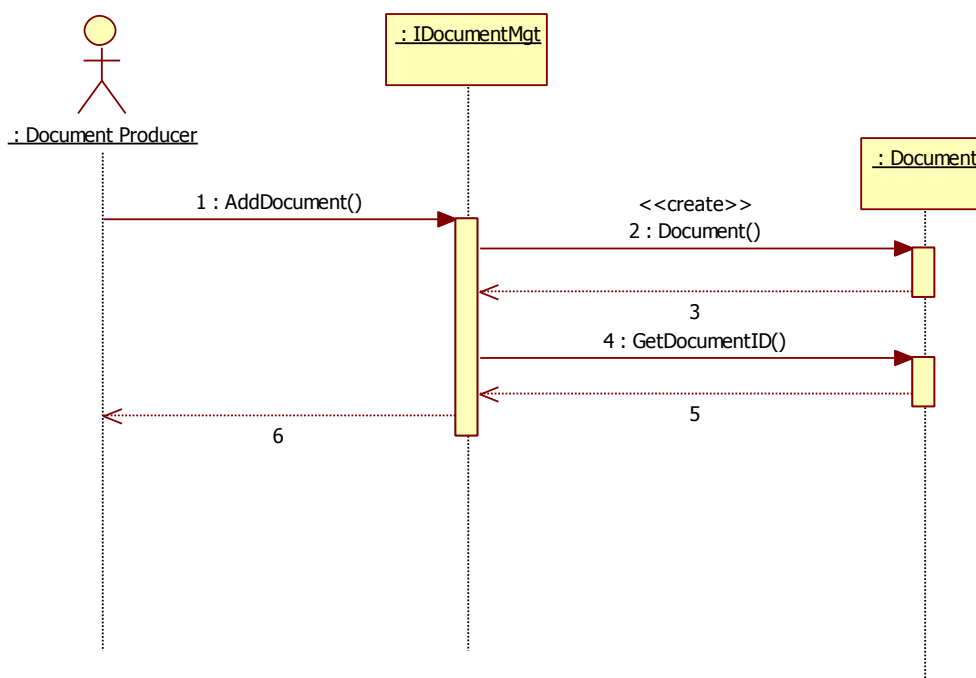 : IDocumentMgt
: Document Producer
: Document
1 : AddDocument()
<<create>>
2 : Document()
3
4 : GetDocumentID()
5
6